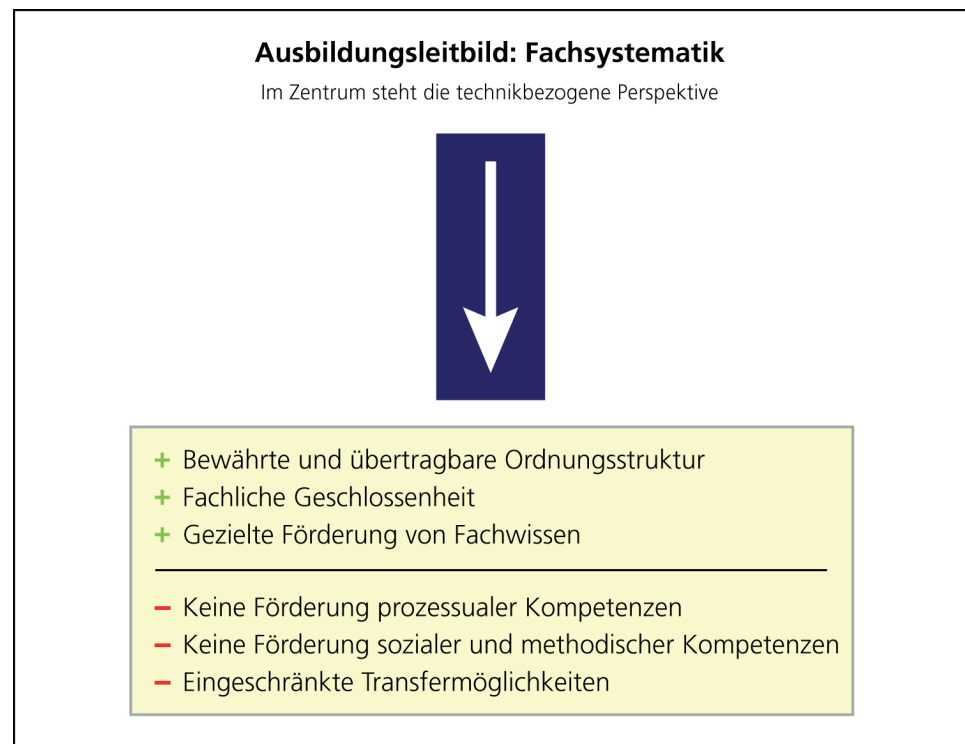 Ausbildungsleitbild: Fachsystematik
Im Zentrum steht die technikbezogene Perspektive
+ Bewährte und übertragbare Ordnungsstruktur
+ Fachliche Geschlossenheit
+ Gezielte Förderung von Fachwissen
– Keine Förderung prozessualer Kompetenzen
– Keine Förderung sozialer und methodischer Kompetenzen
– Eingeschränkte Transfermöglichkeiten